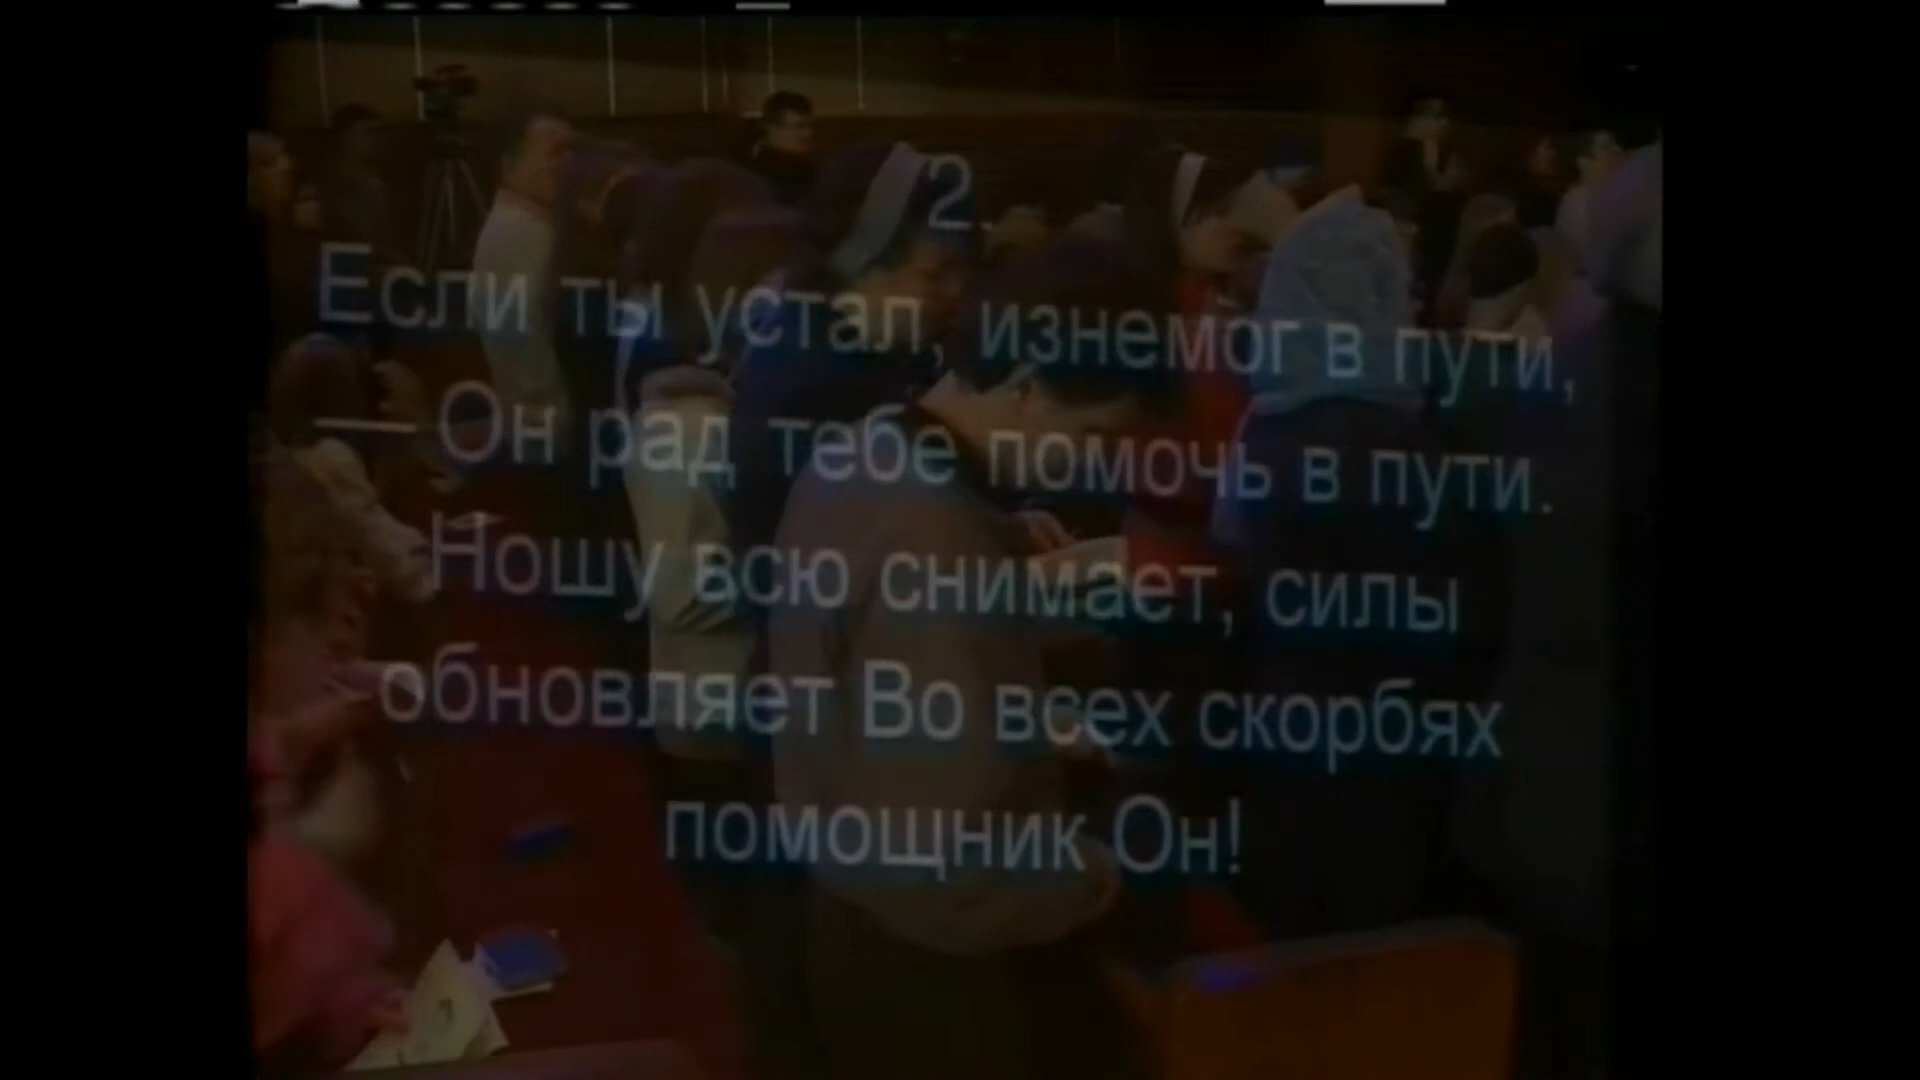 2.
Если ты устал, изнемог в пути,
— Он рад тебе помочь в пути.
Ношу всю снимает, силы
обновляет Во всех скорбях
помощник Он!